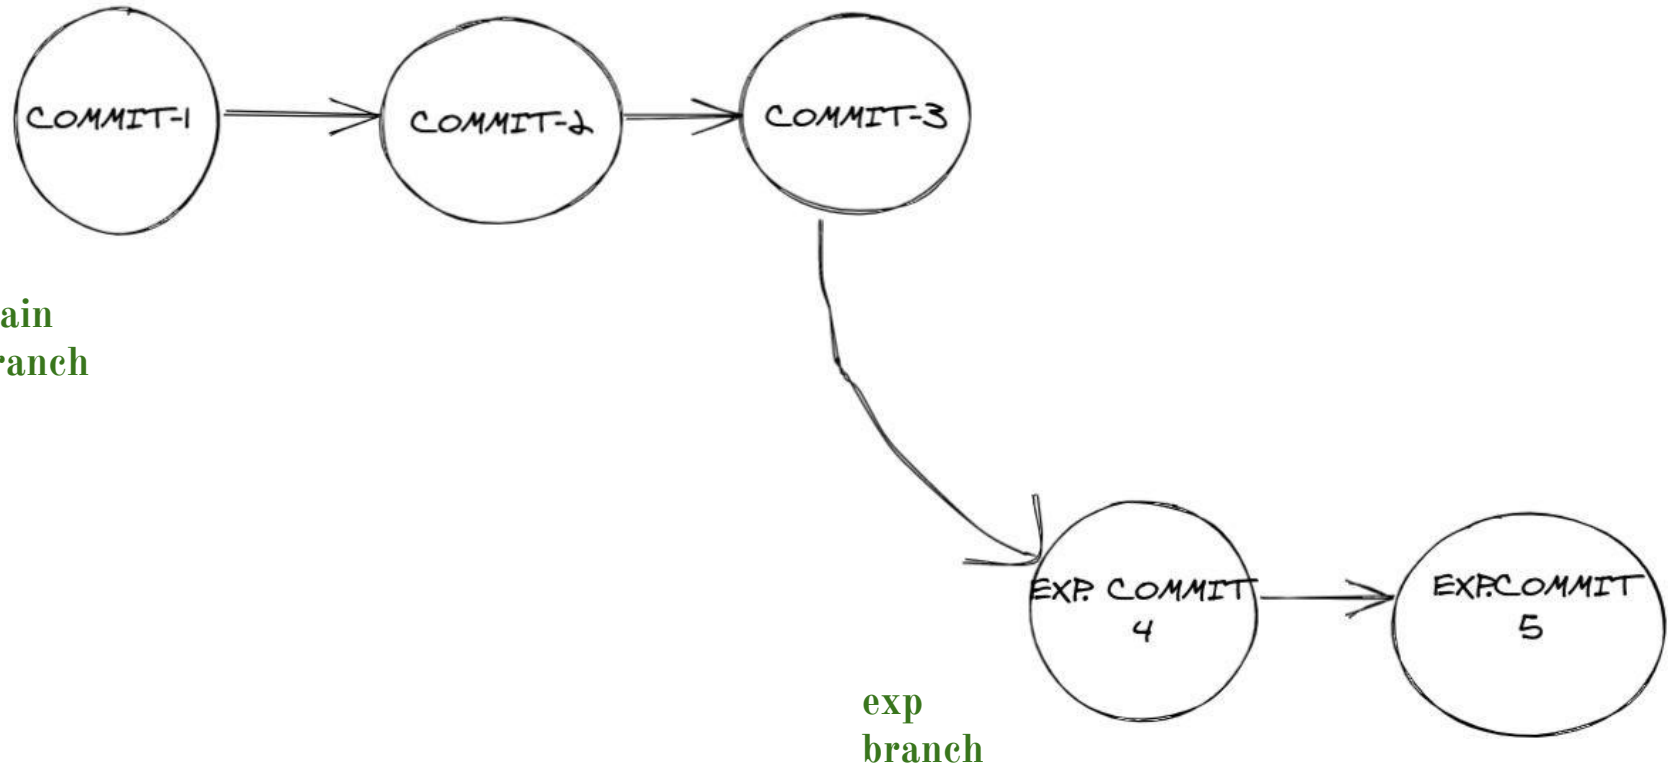 COMMIT-1
COMMIT-2
COMMIT-3
ain
ranch
EXP. COMMIT
4
EXP.COMMIT
5
exp
branch